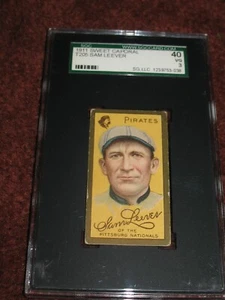 1911 SWEET CAPORAL
T205 SAM LEEVER
40
VG
3
PIRATES
Sam Leever
OF THE
PITTSBURG NATIONALS